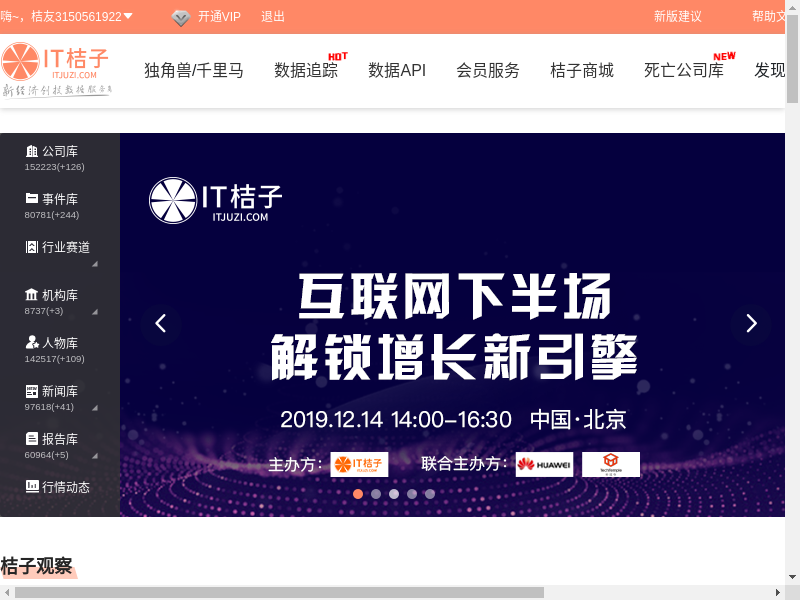 嗨~，桔友3150561922 开通VIP 退出 新版建议 帮助文
IT桔子
ITJUZI.COM
新经济创投数据服务商
独角兽/千里马 数据追踪 HOT 数据API 会员服务 桔子商城 死亡公司库 NEW 发现
公司库
152223(+126)
事件库
80781(+244)
行业赛道
机构库
8737(+3)
人物库
142517(+109)
新闻库
97618(+41)
报告库
60964(+5)
行情动态
IT桔子
ITJUZI.COM
互联网下半场
解锁增长新引擎
2019.12.14 14:00-16:30 中国·北京
主办方： IT桔子 联合主办方： HUAWEI
桔子观察